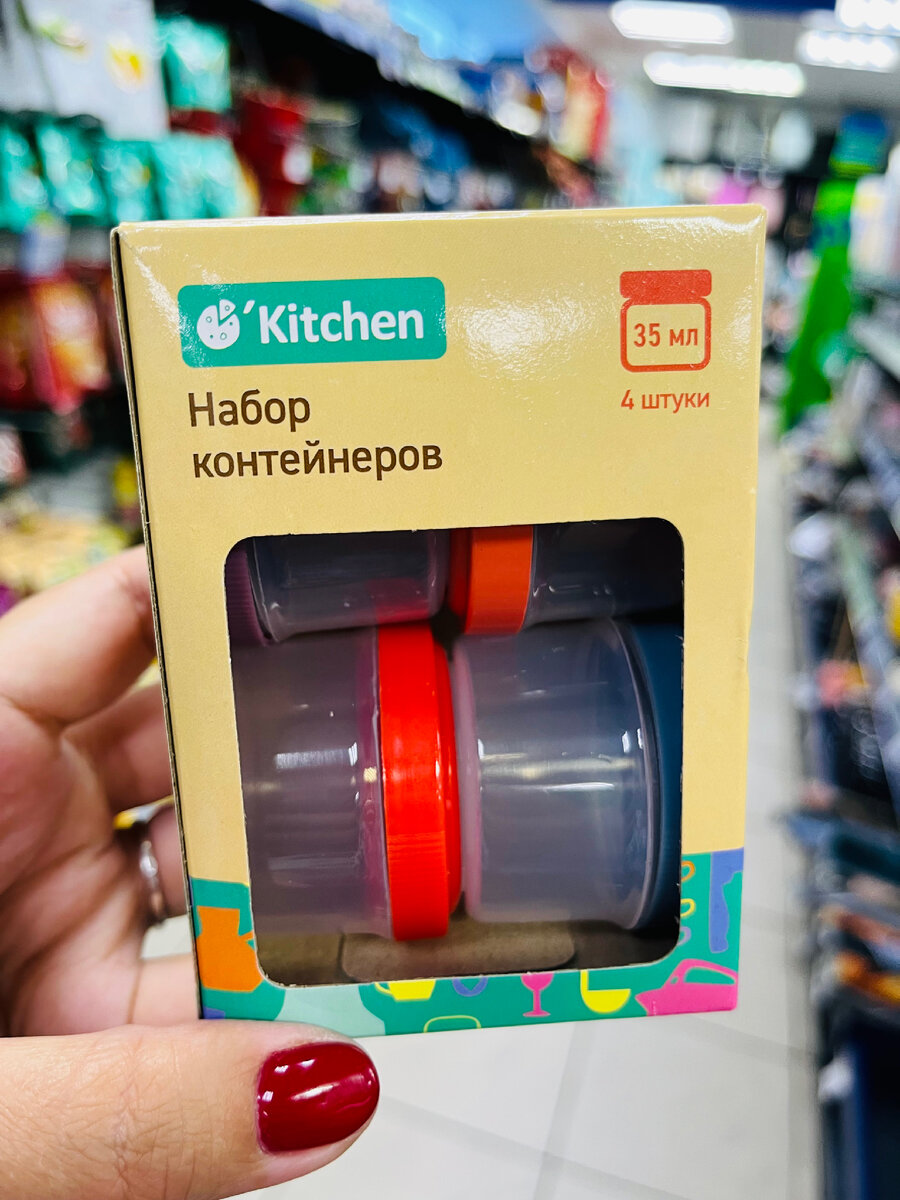 'Kitchen
35 мл
4 штуки
Набор
контейнеров